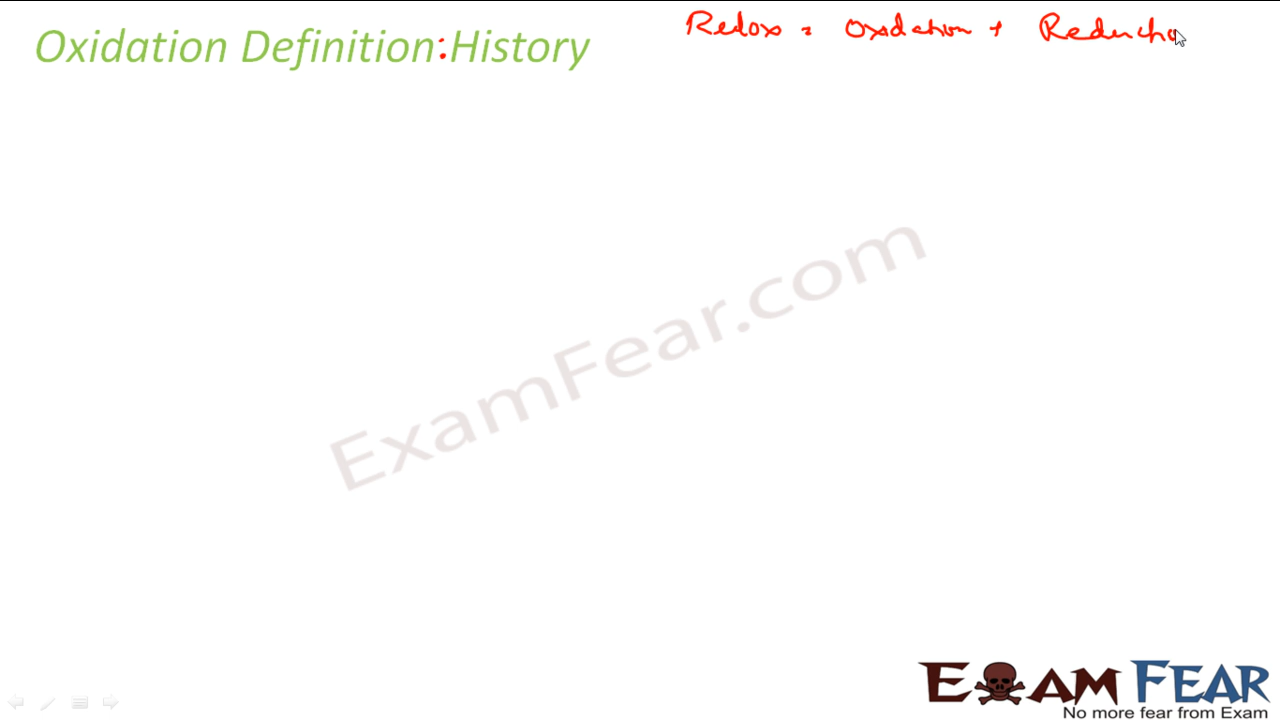 Oxidation Definition:History
Redox = Oxidation + Reductio
ExamFear.com
EXAM FEAR
No more fear from Exam